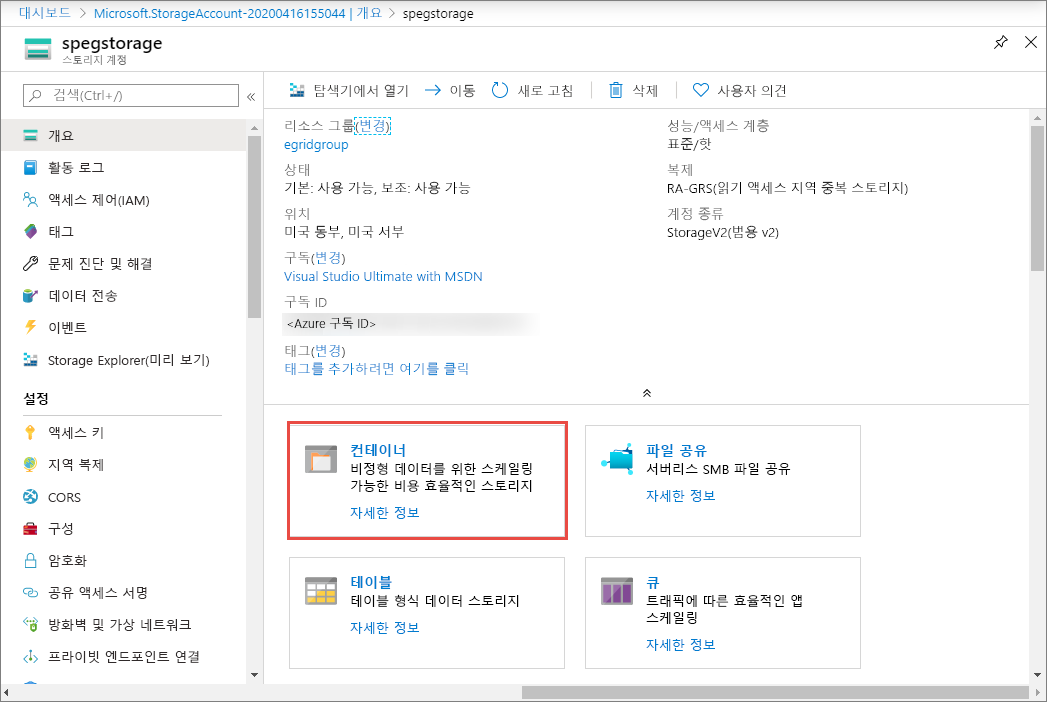 대시보드 > Microsoft.StorageAccount-20200416155044 | 개요 > spegstorage
spegstorage
스토리지 계정
검색(Ctrl+/)
개요
활동 로그
액세스 제어(IAM)
태그
문제 진단 및 해결
데이터 전송
이벤트
Storage Explorer(미리 보기)
설정
액세스 키
지역 복제
CORS
구성
암호화
공유 액세스 서명
방화벽 및 가상 네트워크
프라이빗 엔드포인트 연결
탐색기에서 열기
이동
새로 고침
삭제
사용자 의견
리소스 그룹(변경)
egridgroup
상태
기본: 사용 가능, 보조: 사용 가능
위치
미국 동부, 미국 서부
구독(변경)
Visual Studio Ultimate with MSDN
구독 ID
<Azure 구독 ID>
태그(변경)
태그를 추가하려면 여기를 클릭
성능/액세스 계층
표준/핫
복제
RA-GRS(읽기 액세스 지역 중복 스토리지)
계정 종류
StorageV2(범용 v2)
컨테이너
비정형 데이터를 위한 스케일링
가능한 비용 효율적인 스토리지
자세한 정보
파일 공유
서버리스 SMB 파일 공유
자세한 정보
테이블
테이블 형식 데이터 스토리지
자세한 정보
큐
트래픽에 따른 효율적인 앱
스케일링
자세한 정보